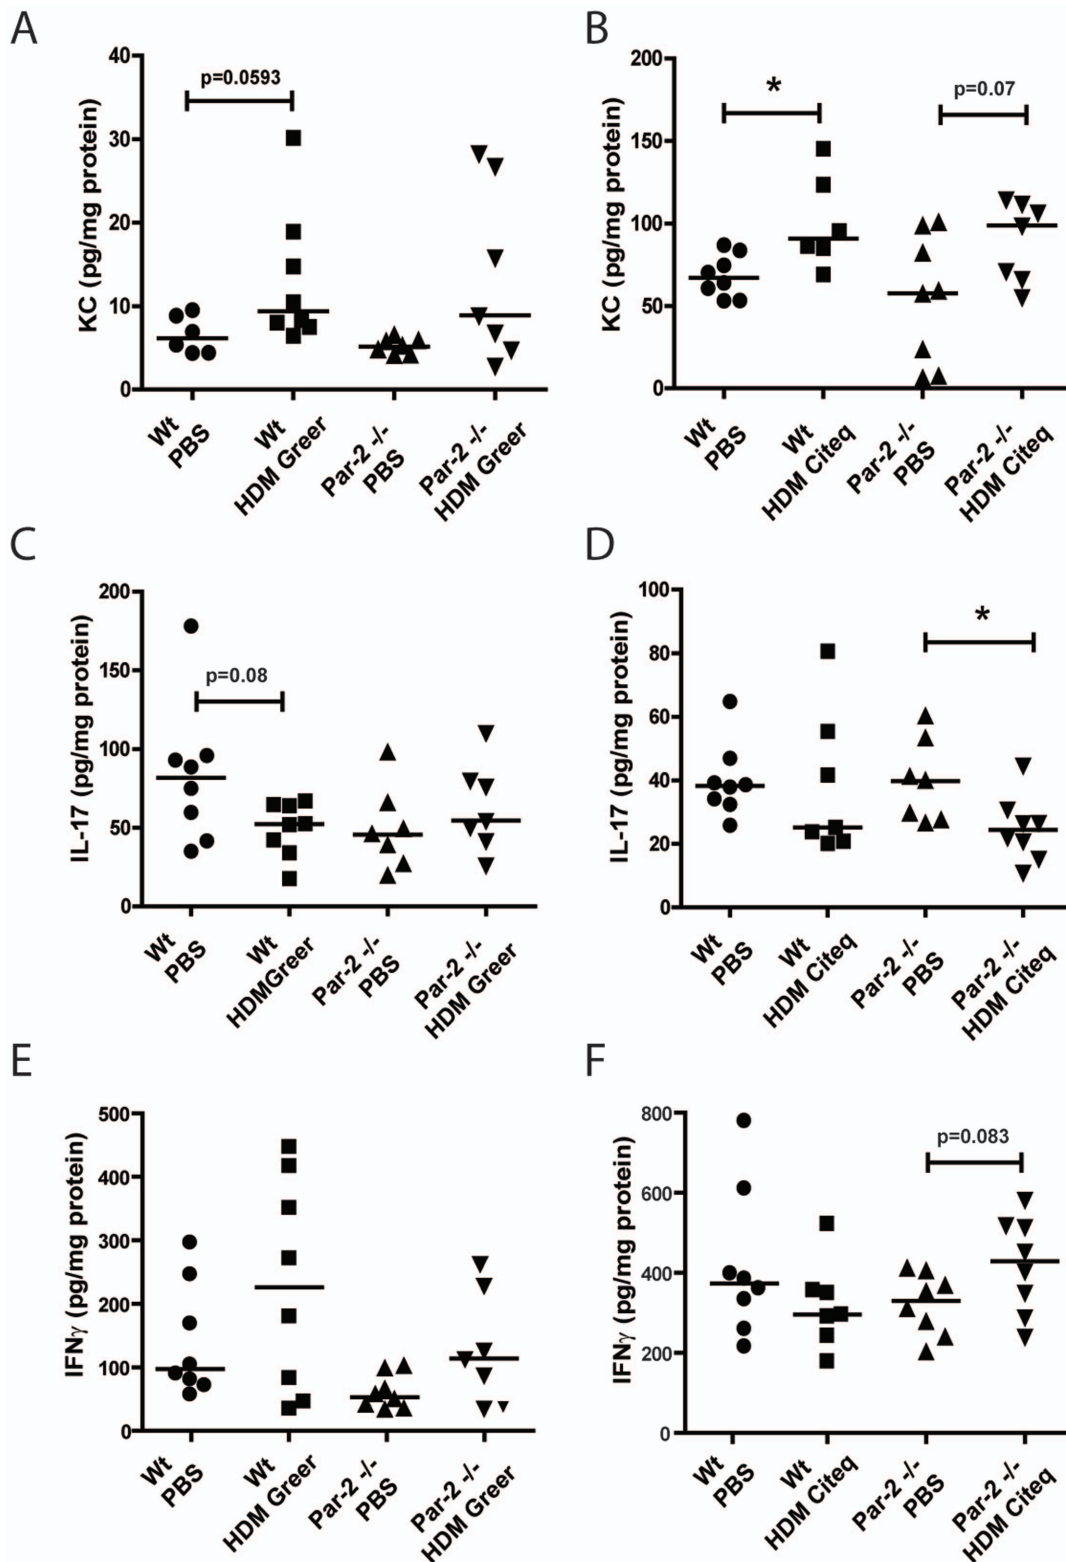 A
KC (pg/mg protein)
40
30
20
10
0
p=0.0593
Wt
PBS
Wt
HDM Greer
Par-2 -/-
PBS
Par-2 -/-
HDM Greer
B
KC (pg/mg protein)
200
150
100
50
0
*
p=0.07
Wt
PBS
Wt
HDM Citeq
Par-2 -/-
PBS
Par-2 -/-
HDM Citeq
C
IL-17 (pg/mg protein)
200
150
100
50
0
p=0.08
Wt
PBS
Wt
HDMGreer
Par-2 -/-
PBS
Par-2 -/-
HDM Greer
D
IL-17 (pg/mg protein)
100
80
60
40
20
0
*
Wt
PBS
Wt
HDM Citeq
Par-2 -/-
PBS
Par-2 -/-
HDM Citeq
E
IFNγ (pg/mg protein)
500
400
300
200
100
0
Wt
PBS
Wt
HDM Greer
Par-2 -/-
PBS
Par-2 -/-
HDM Greer
F
IFNγ (pg/mg protein)
800
600
400
200
0
p=0.083
Wt
PBS
Wt
HDM Citeq
Par-2 -/-
PBS
Par-2 -/-
HDM Citeq